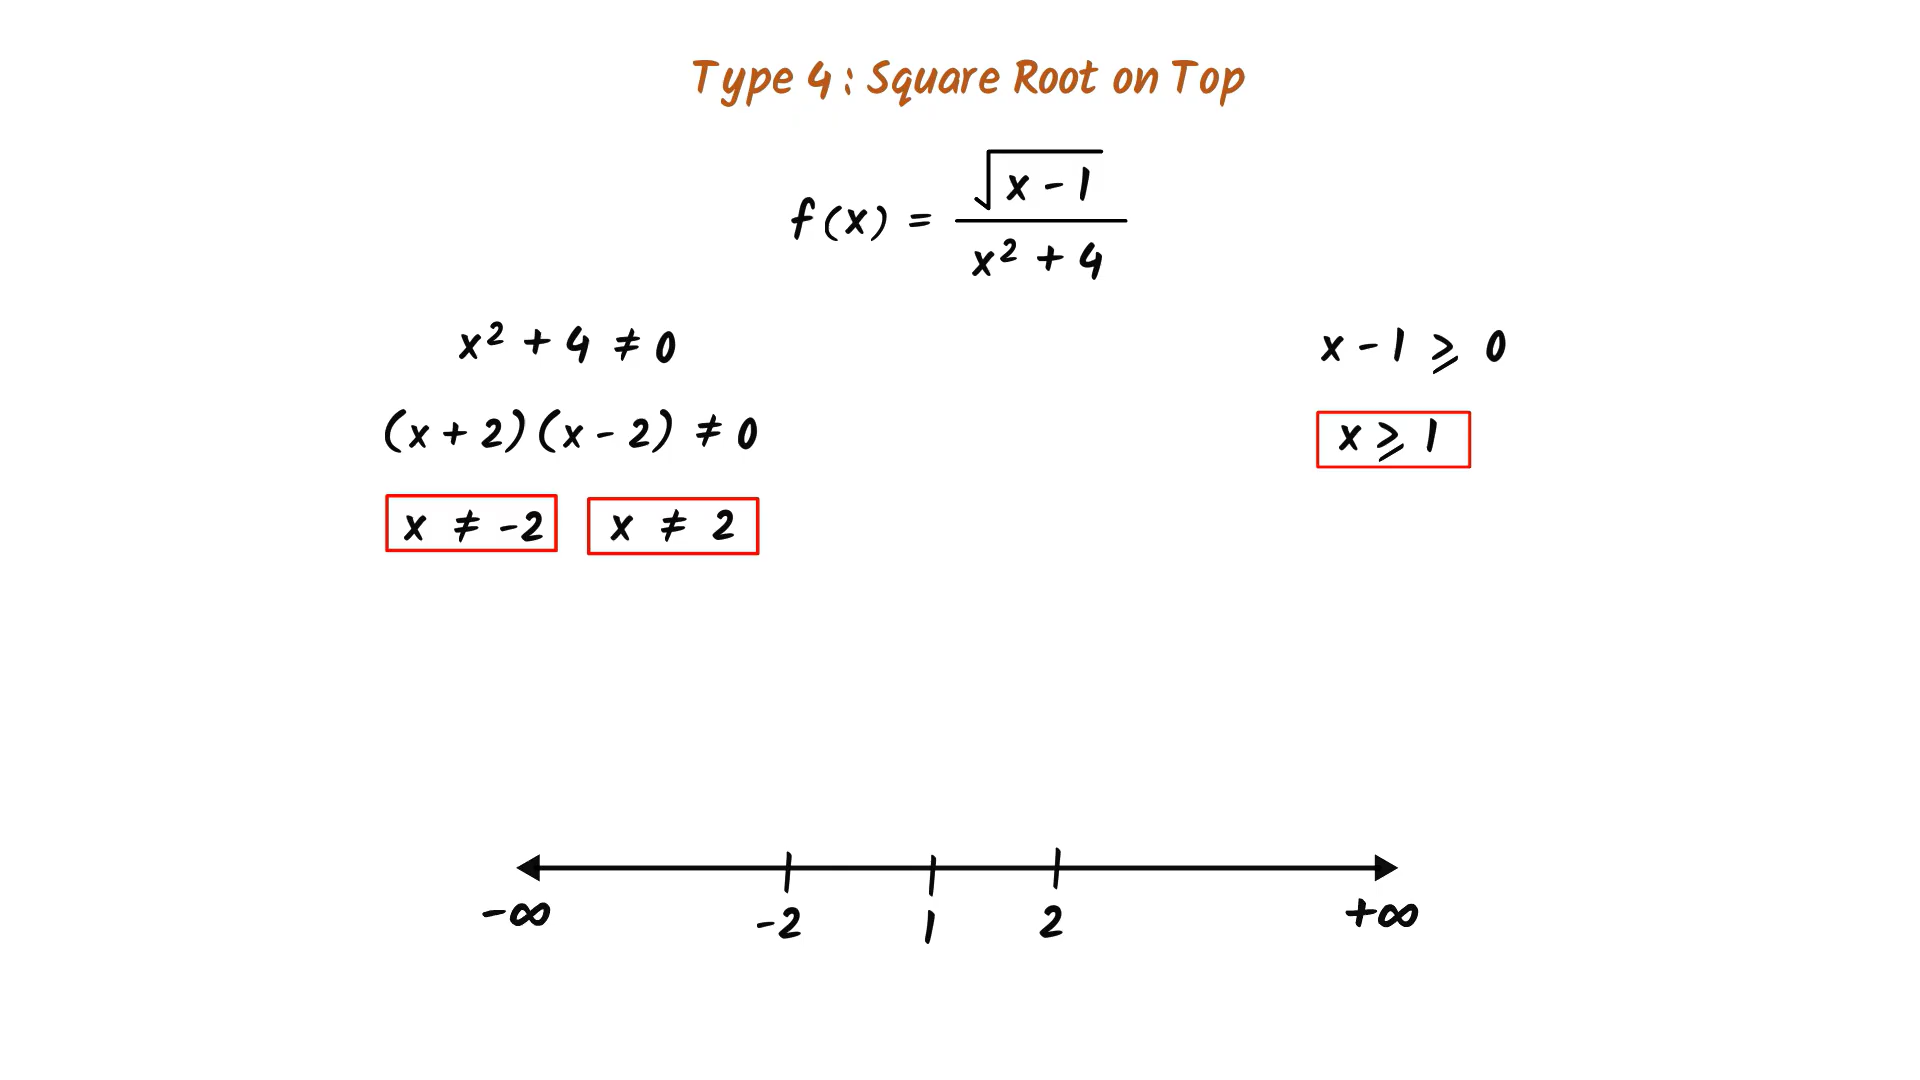 Type 4 : Square Root on Top
f(x) = √(x - 1) / (x² + 4)
x² + 4 ≠ 0
x - 1 ⩾ 0
(x + 2)(x - 2) ≠ 0
x ⩾ 1
x ≠ -2 x ≠ 2
-∞ -2 1 2 +∞